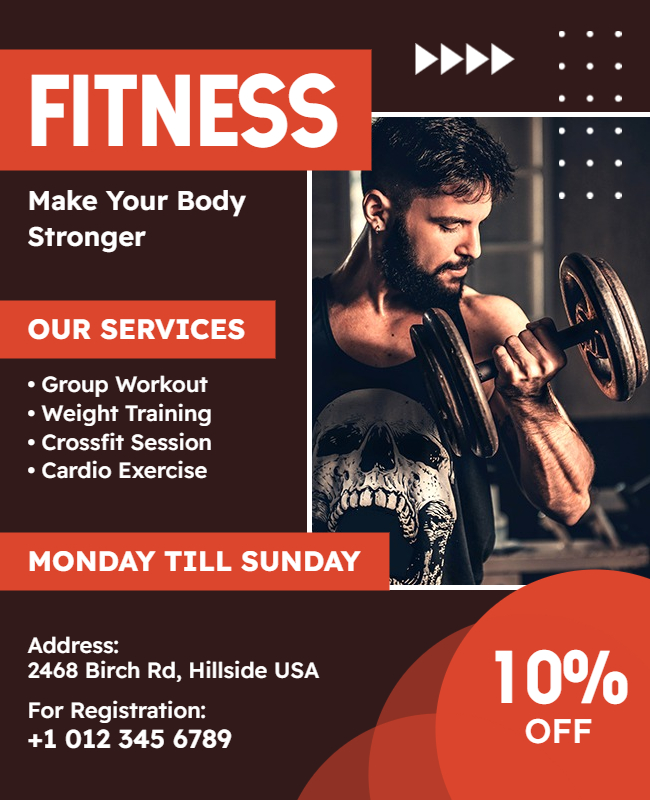 FITNESS
Make Your Body
Stronger
OUR SERVICES
• Group Workout
• Weight Training
• Crossfit Session
• Cardio Exercise
MONDAY TILL SUNDAY
Address:
2468 Birch Rd, Hillside USA
For Registration:
+1 012 345 6789
10%
OFF